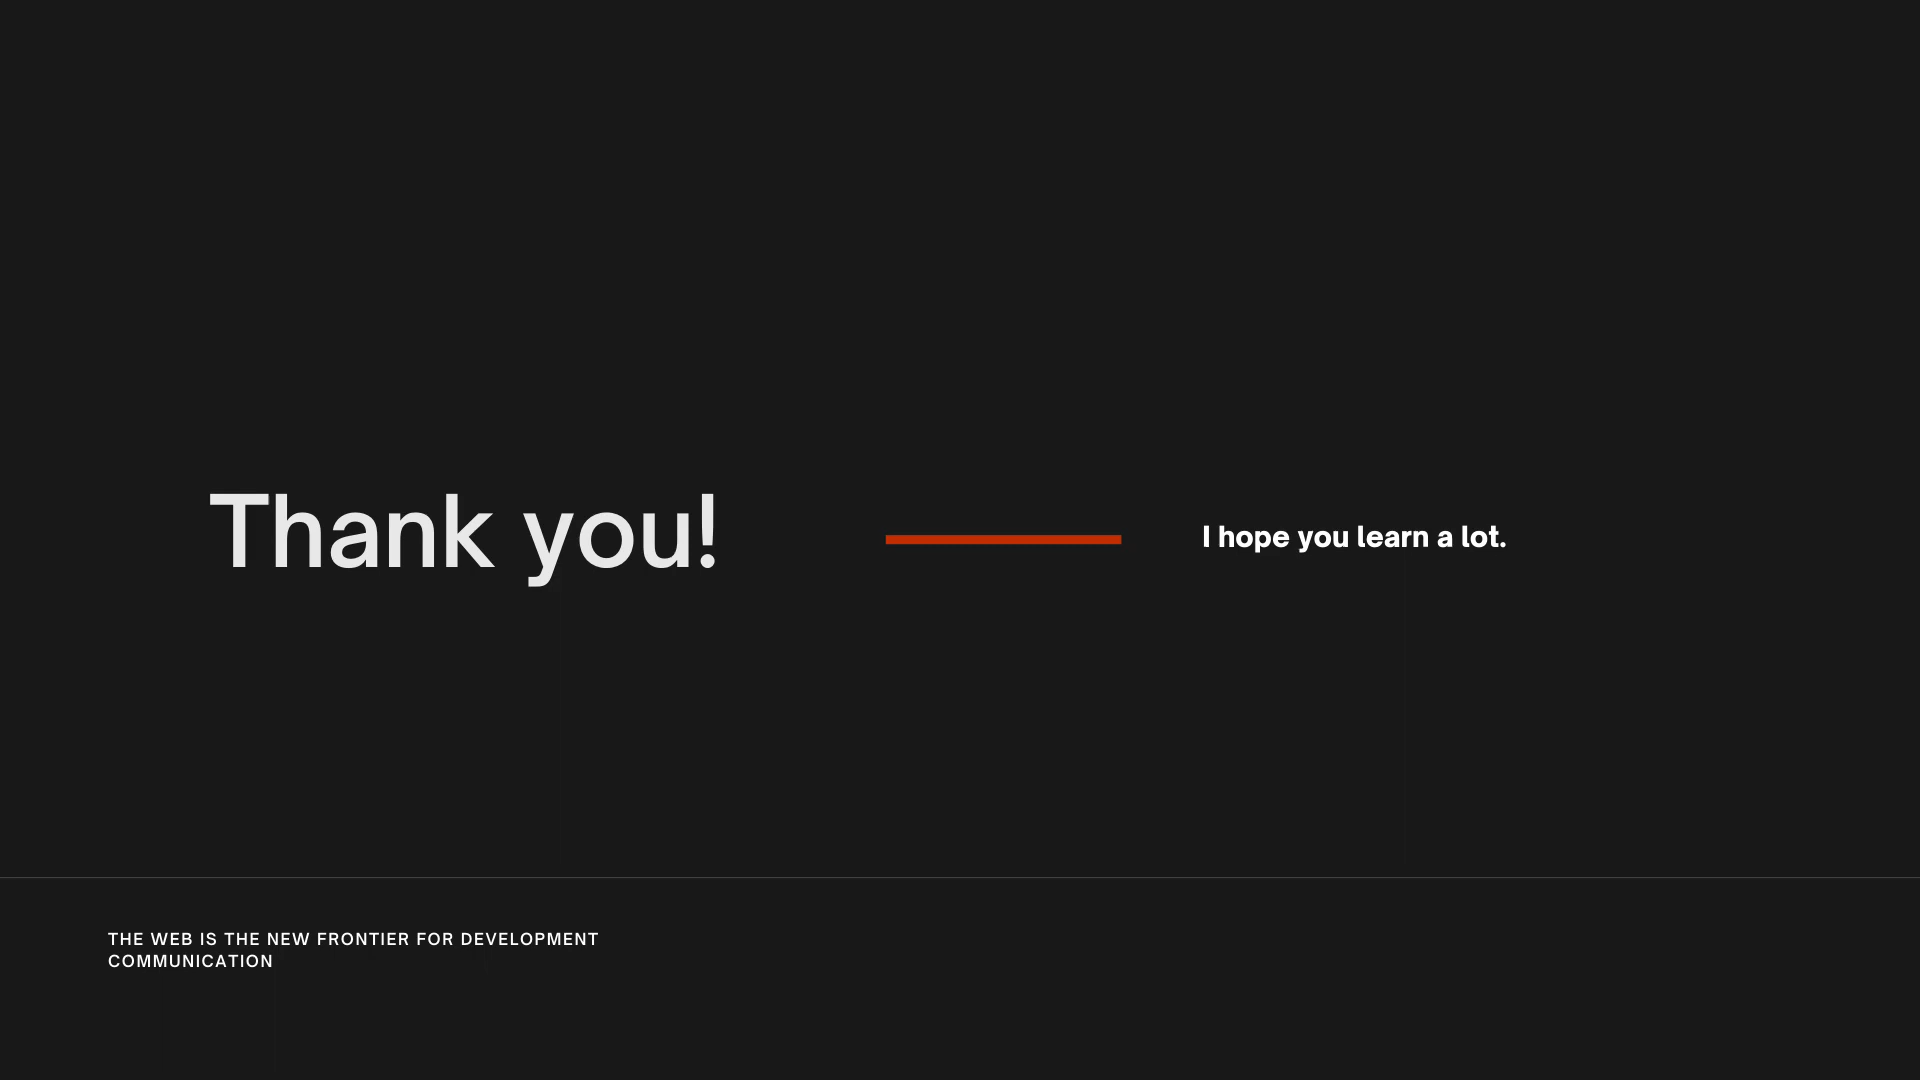 Thank you!
I hope you learn a lot.
THE WEB IS THE NEW FRONTIER FOR DEVELOPMENT
COMMUNICATION